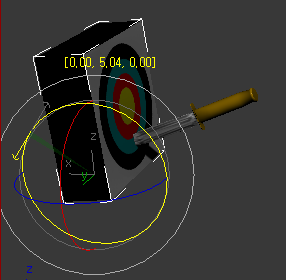 [0,00, 5,04, 0,00]
z
x
y
z